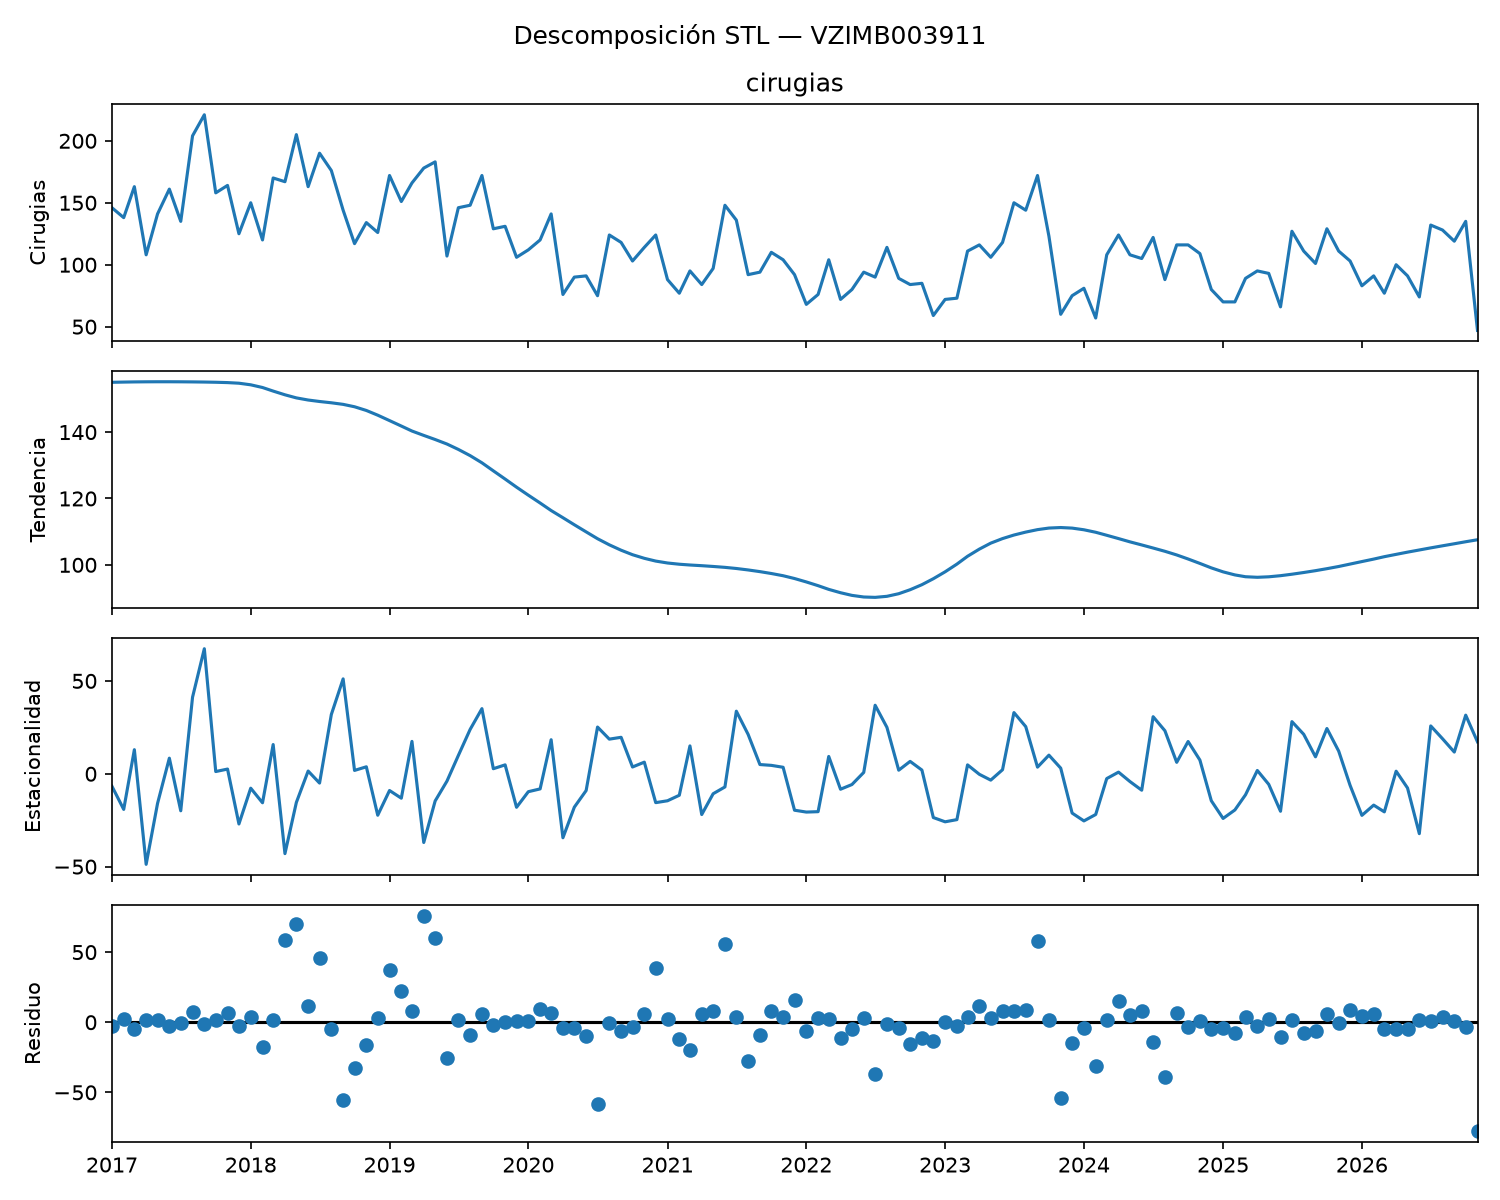 Descomposición STL — VZIMB003911
cirugias
Cirugias
200
150
100
50
Tendencia
140
120
100
Estacionalidad
50
0
−50
Residuo
50
0
−50
2017 2018 2019 2020 2021 2022 2023 2024 2025 2026